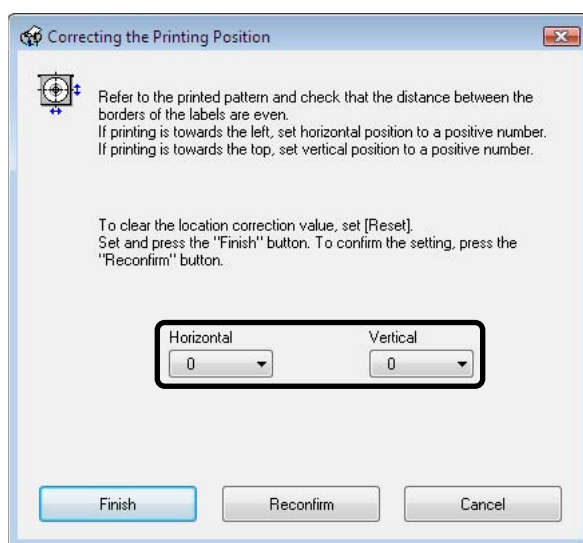 Correcting the Printing Position
Refer to the printed pattern and check that the distance between the
borders of the labels are even.
If printing is towards the left, set horizontal position to a positive number.
If printing is towards the top, set vertical position to a positive number.
To clear the location correction value, set [Reset].
Set and press the "Finish" button. To confirm the setting, press the
"Reconfirm" button.
Horizontal Vertical
0 0
Finish Reconfirm Cancel